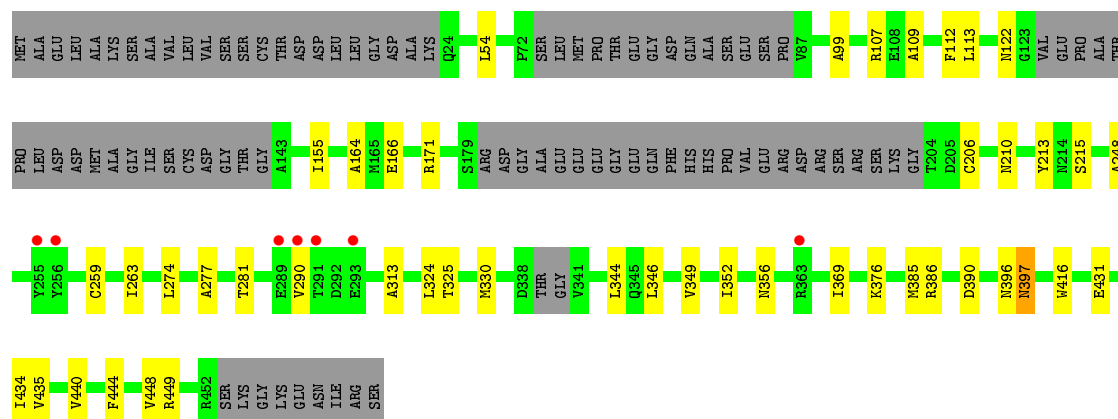 MET ALA GLU LEU ALA LYS SER ALA VAL LEU VAL SER SER CYS THR ASP ASP LEU LEU GLY ASP ALA LYS Q24 L54 P72 SER LEU MET PRO THR GLU GLY ASP GLN ALA SER GLU SER PRO V87 A99 R107 E108 A109 F112 L113 N122 G123 VAL GLU PRO ALA THR
PRO LEU ASP ASP MET ALA GLY ILE SER CYS ASP GLY THR GLY A143 I155 A164 M165 E166 R171 S179 ARG ASP GLY ALA GLU GLU GLU GLY GLU GLN PHE HIS HIS PRO VAL GLU ARG ASP ARG SER ARG SER LYS GLY T204 D205 C206 N210 Y213 N214 S215 A248
Y255 Y256 C259 I263 L274 A277 T281 E289 V290 T291 D292 E293 A313 L324 T325 M330 D338 THR GLY V341 L344 Q345 L346 V349 I352 N356 R363 I369 K376 M385 R386 D390 N396 N397 W416 E431
I434 V435 V440 F444 V448 R449 R452 SER LYS GLY LYS GLU ASN ILE ARG SER